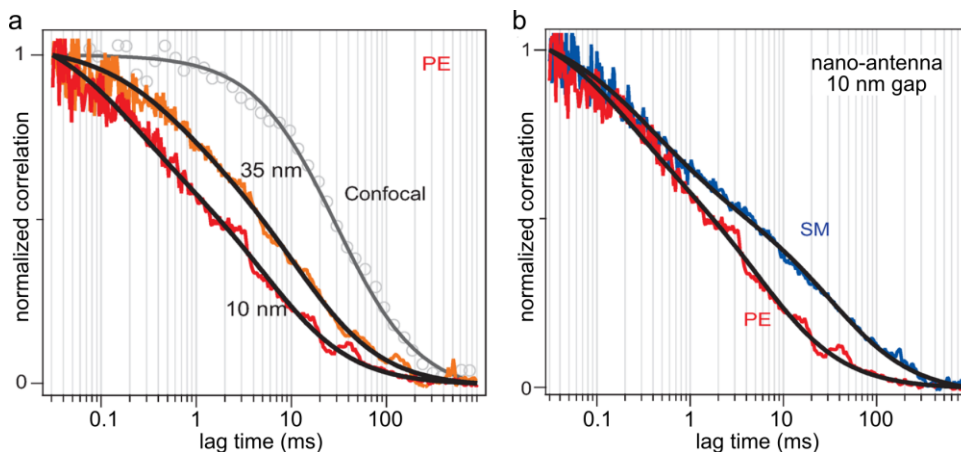 a
PE
35 nm
Confocal
10 nm
normalized correlation
1
0
0.1 1 10 100
lag time (ms)
b
nano-antenna
10 nm gap
SM
PE
normalized correlation
1
0
0.1 1 10 100
lag time (ms)